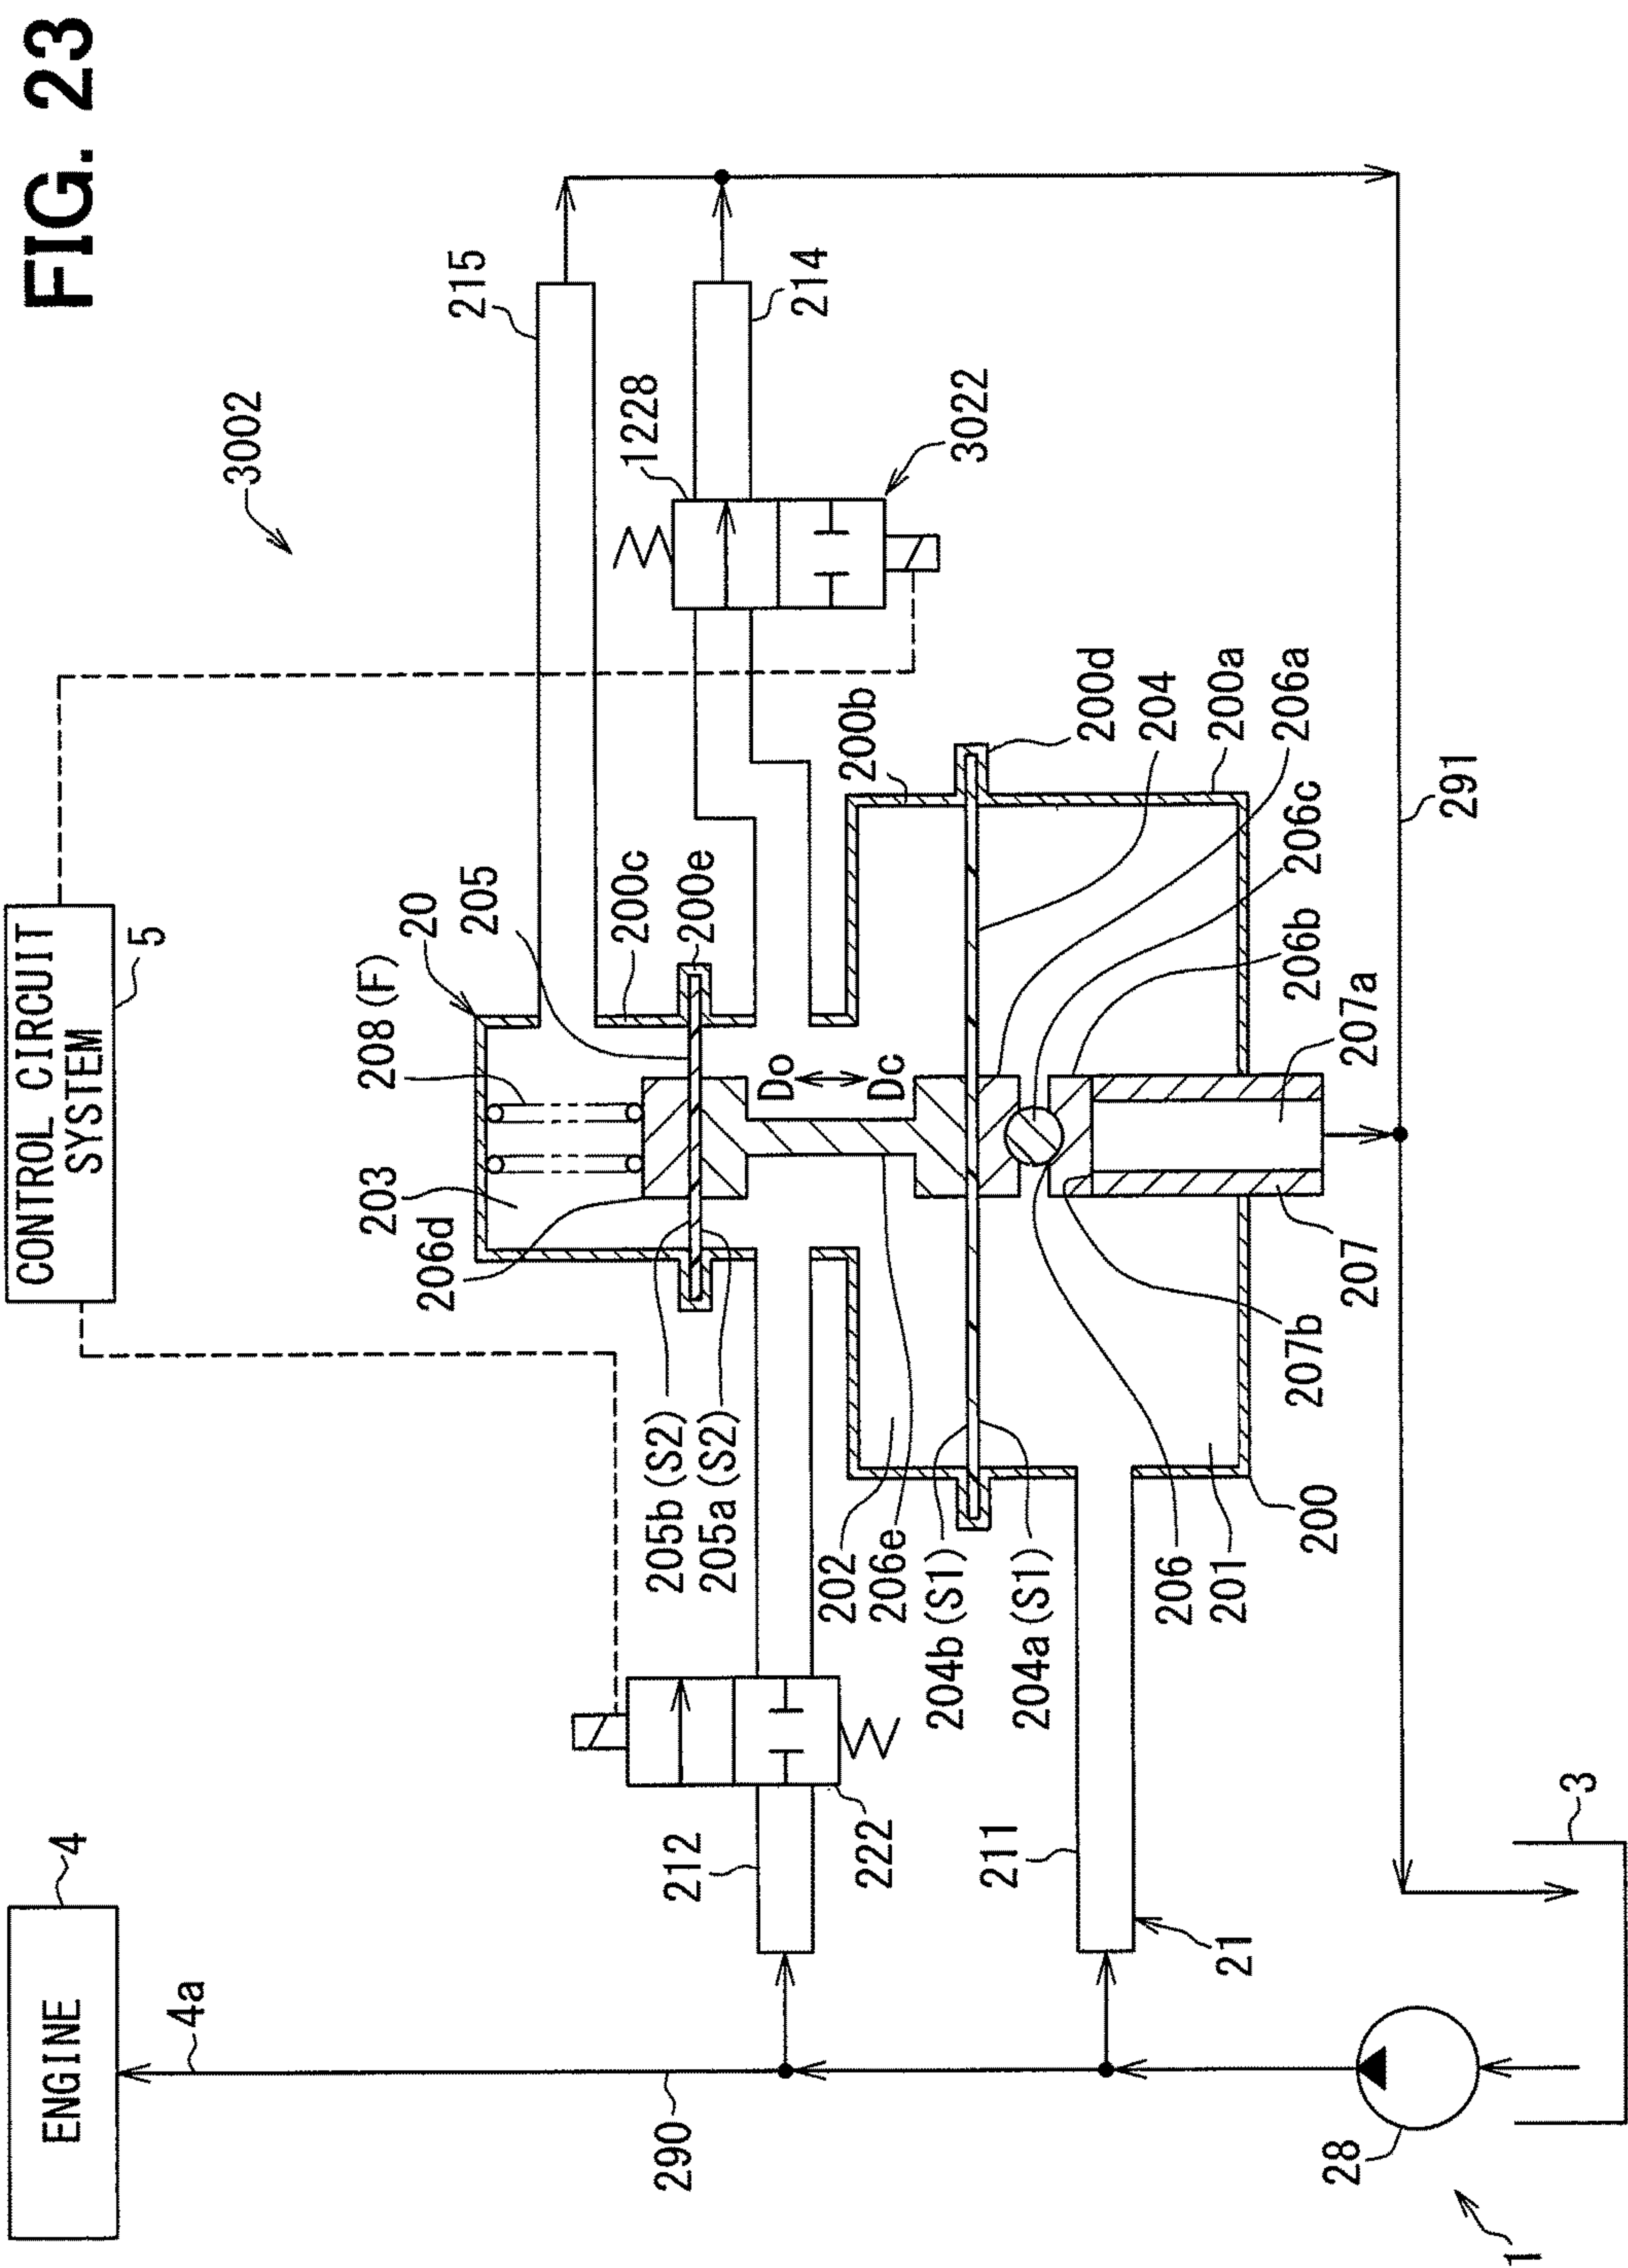 FIG. 23
3002
CONTROL CIRCUIT
SYSTEM
5
ENGINE
4
4a
290
215
214
1228
3022
20
205
200c
200e
200b
200d
204
200a
206a
206c
206b
207a
291
208(F)
203
206d
Do
Dc
205b(S2)
205a(S2)
202
206e
204b(S1)
204a(S1)
206
201
200
207b
207
212
222
211
21
3
28
1